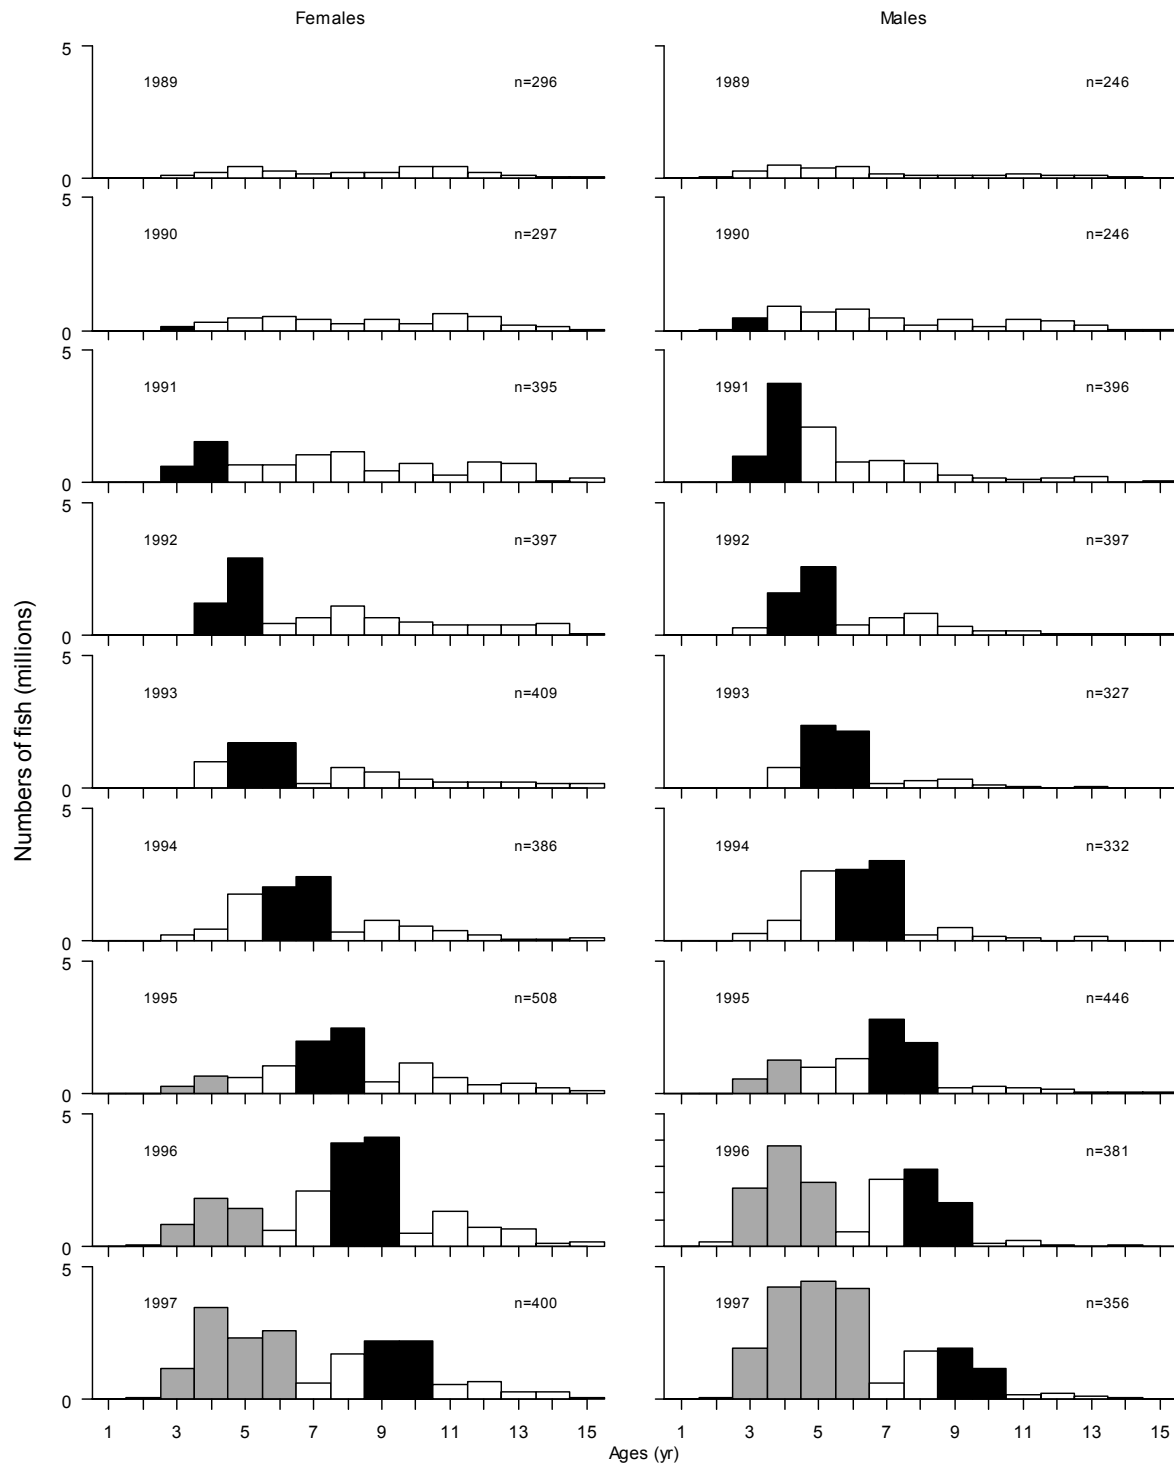 Females Males
5
1989 n=296 1989 n=246
0
5
1990 n=297 1990 n=246
0
5
1991 n=395 1991 n=396
0
5
1992 n=397 1992 n=397
0
5
1993 n=409 1993 n=327
0
5
1994 n=386 1994 n=332
0
5
1995 n=508 1995 n=446
0
5
1996 n=381
0
5
1997 n=400 1997 n=356
0
1 3 5 7 9 11 13 15 1 3 5 7 9 11 13 15
Ages (yr)
Numbers of fish (millions)